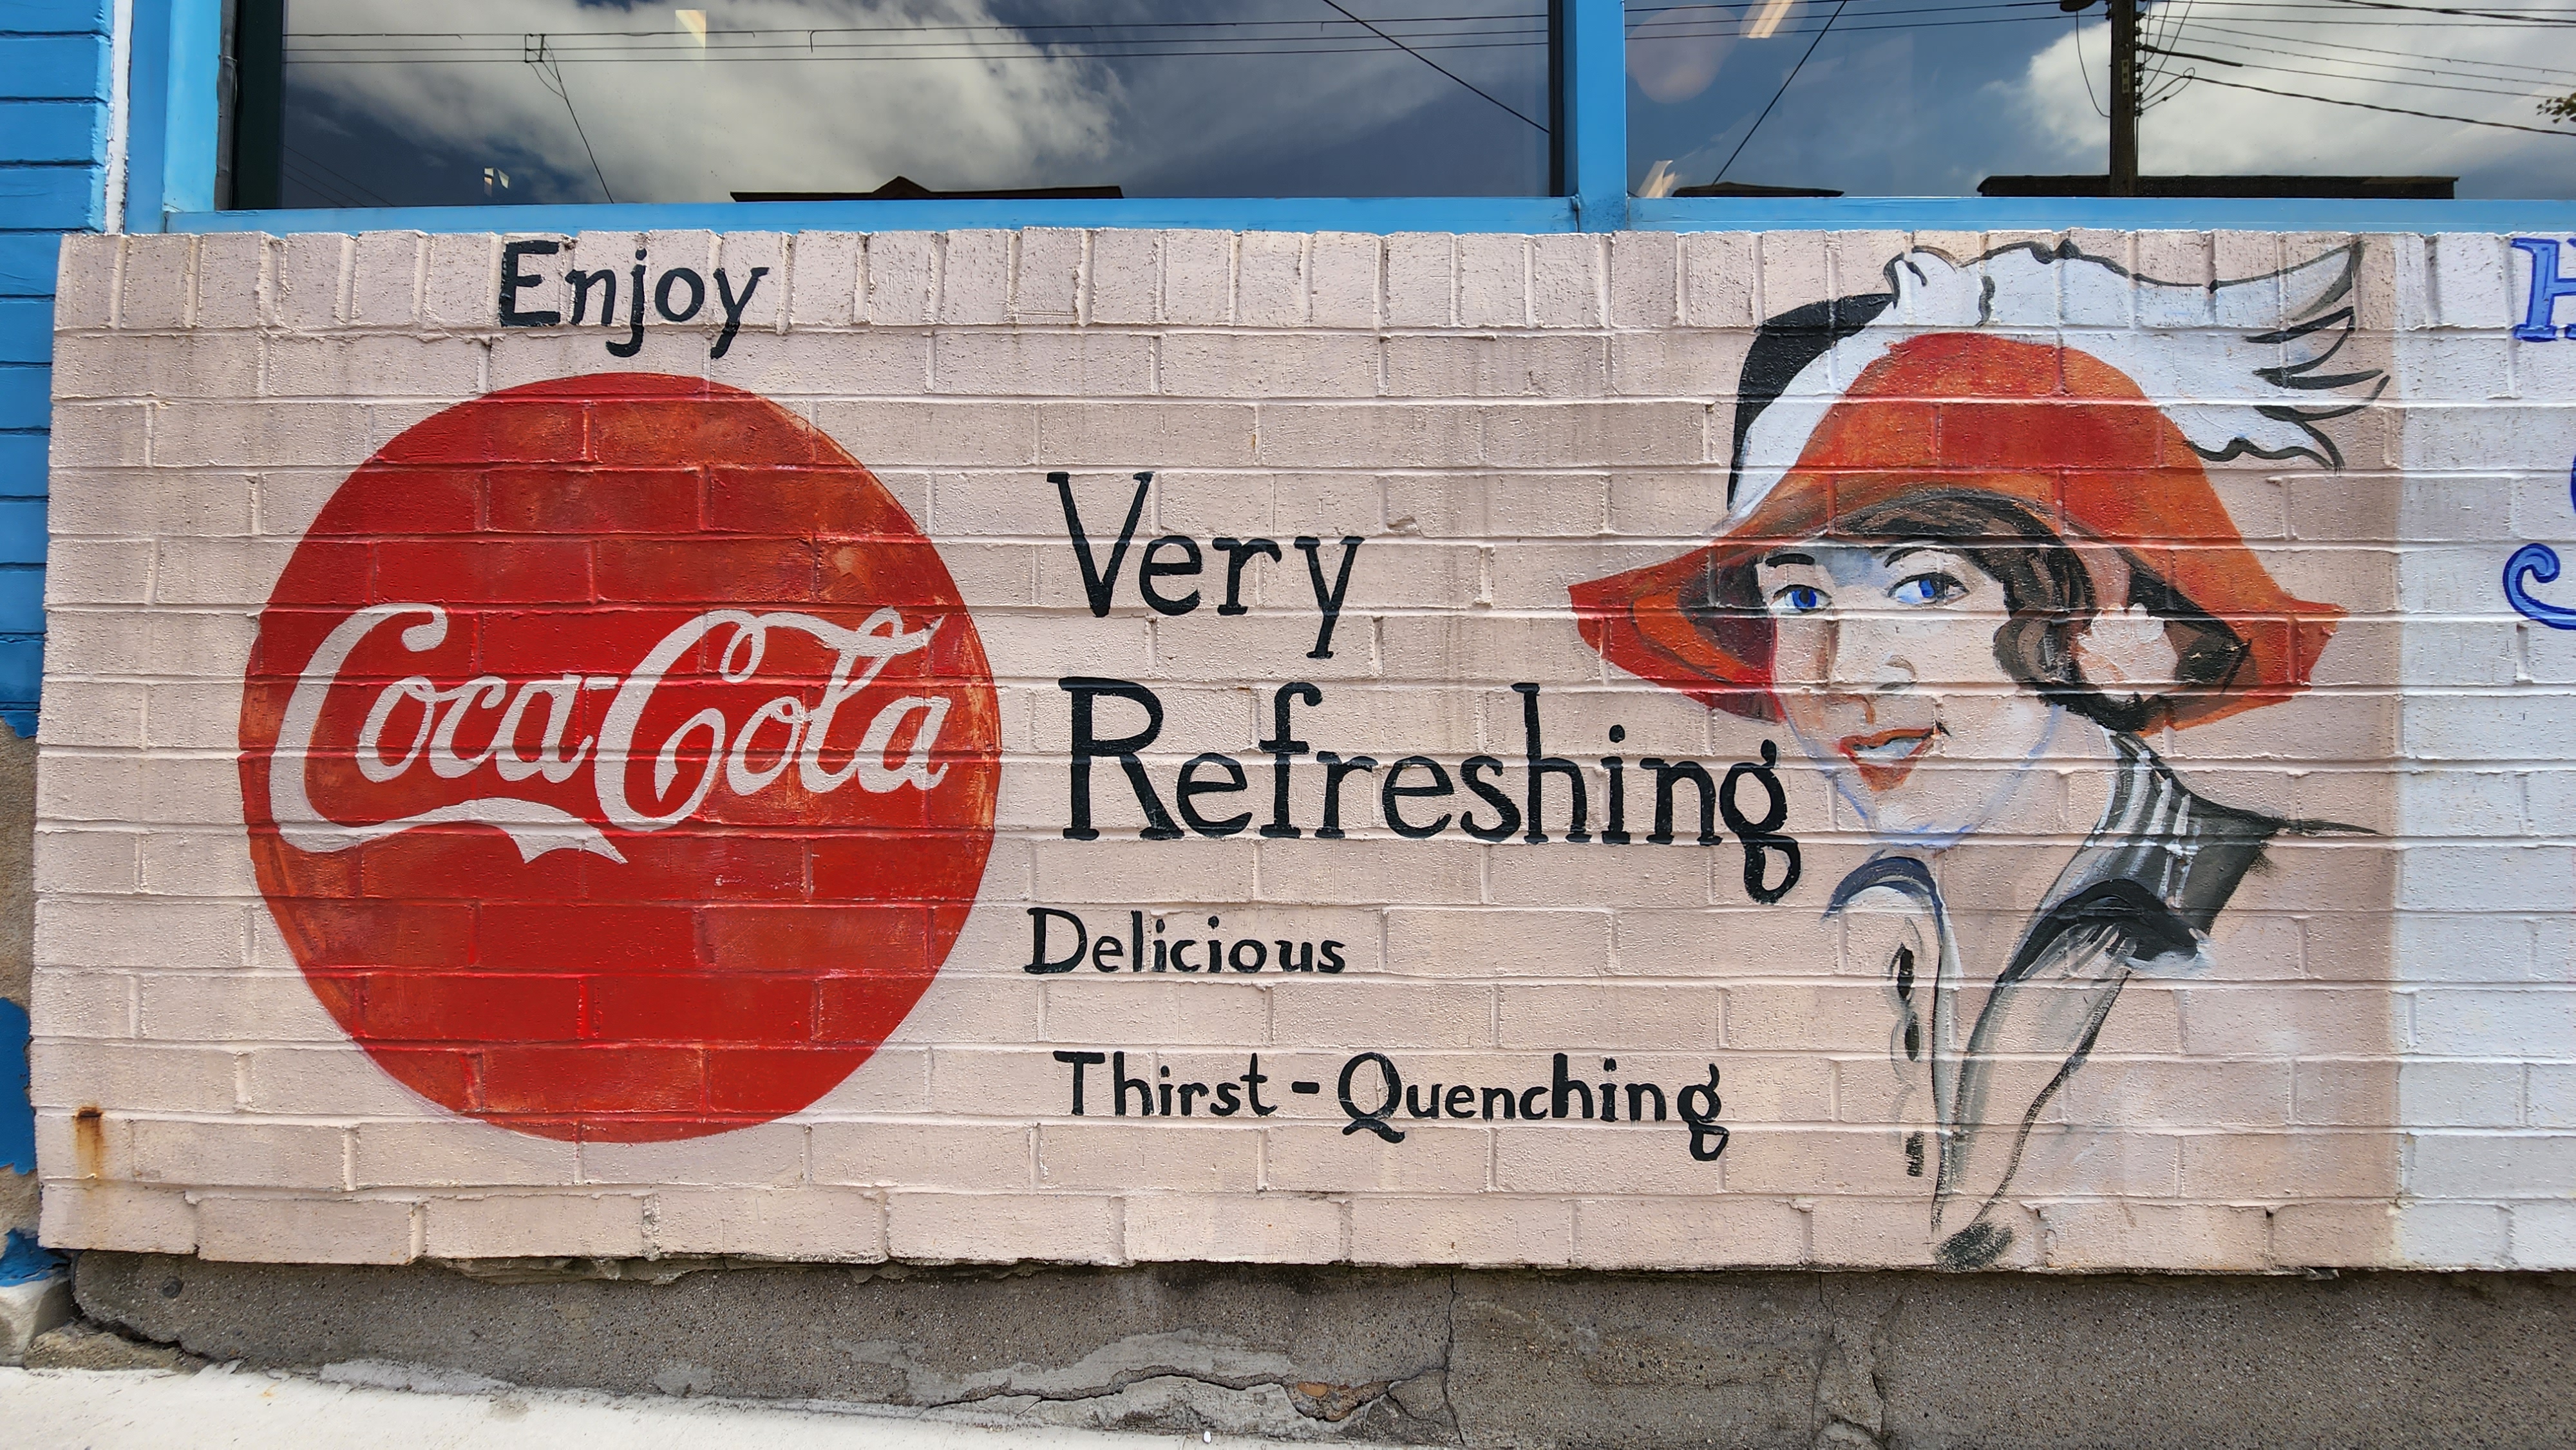 Enjoy
Coca-Cola
Very
Refreshing
Delicious
Thirst-Quenching